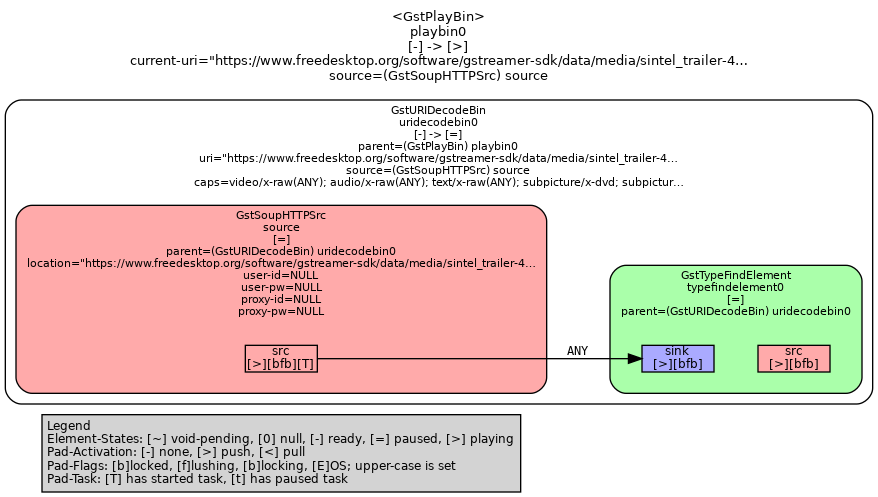 <GstPlayBin>
playbin0
[-] -> [>]
current-uri="https://www.freedesktop.org/software/gstreamer-sdk/data/media/sintel_trailer-4…
source=(GstSoupHTTPSrc) source
GstURIDecodeBin
uridecodebin0
[-] -> [=]
parent=(GstPlayBin) playbin0
uri="https://www.freedesktop.org/software/gstreamer-sdk/data/media/sintel_trailer-4…
source=(GstSoupHTTPSrc) source
caps=video/x-raw(ANY); audio/x-raw(ANY); text/x-raw(ANY); subpicture/x-dvd; subpictur…
GstSoupHTTPSrc
source
[=]
parent=(GstURIDecodeBin) uridecodebin0
location="https://www.freedesktop.org/software/gstreamer-sdk/data/media/sintel_trailer-4…
user-id=NULL
user-pw=NULL
proxy-id=NULL
proxy-pw=NULL
src
[>][bfb][T]
ANY
GstTypeFindElement
typefindelement0
[=]
parent=(GstURIDecodeBin) uridecodebin0
sink
[>][bfb]
src
[>][bfb]
Legend
Element-States: [~] void-pending, [0] null, [-] ready, [=] paused, [>] playing
Pad-Activation: [-] none, [>] push, [<] pull
Pad-Flags: [b]locked, [f]lushing, [b]locking, [E]OS; upper-case is set
Pad-Task: [T] has started task, [t] has paused task